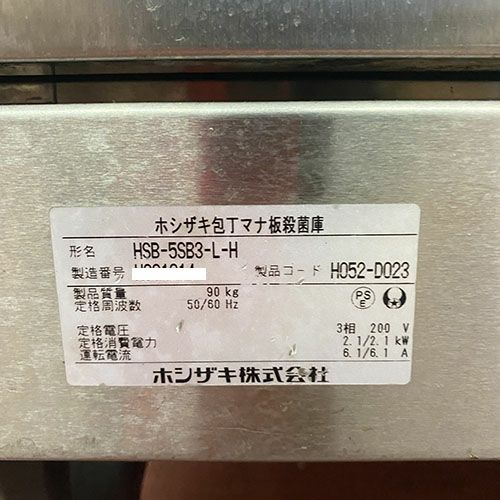 ホシザキ包丁マナ板殺菌庫
形名 HSB-5SB3-L-H
製造番号 製品コード H052-D023
製品質量 90 kg
定格周波数 50/60 Hz
PS E
定格電圧 3相 200 V
定格消費電力 2.1/2.1 kW
運転電流 6.1/6.1 A
ホシザキ株式会社